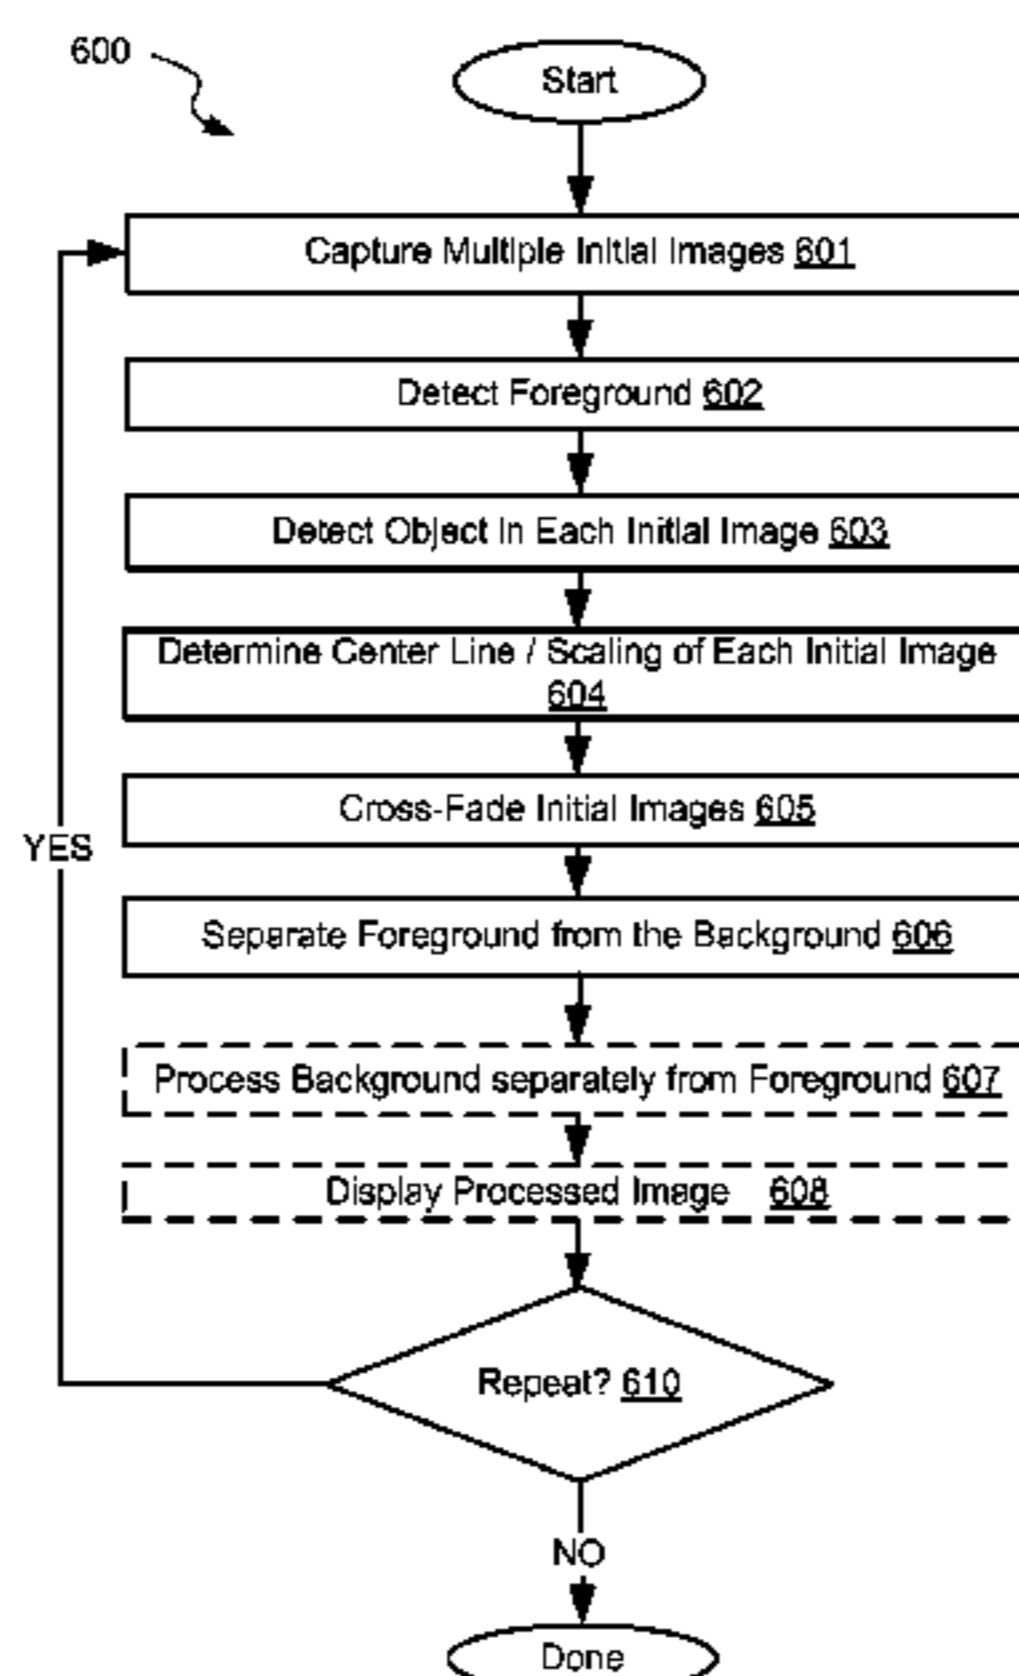 600
Start
Capture Multiple Initial Images 601
Detect Foreground 602
Detect Object In Each Initial Image 603
Determine Center Line / Scaling of Each Initial Image
604
Cross-Fade Initial Images 605
YES
Separate Foreground from the Background 606
Process Background separately from Foreground 607
Display Processed Image 608
Repeat? 610
NO
Done